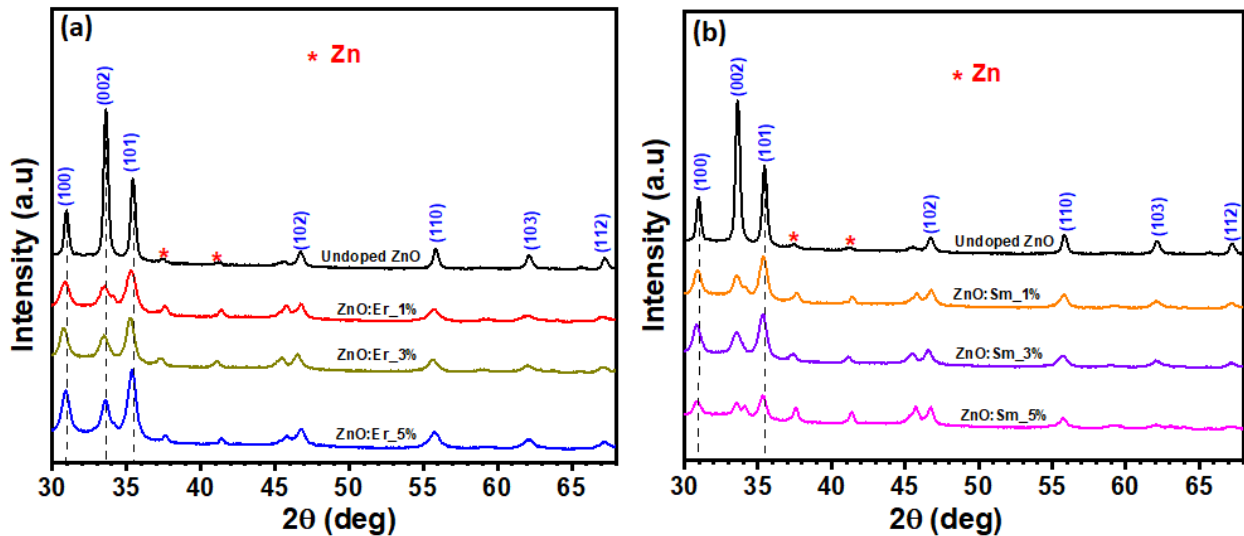 (a)
* Zn
(100)
(002)
(101)
*
*
(102)
(110)
(103)
(112)
Undoped ZnO
ZnO:Er_1%
ZnO:Er_3%
ZnO:Er_5%
Intensity (a.u)
30 35 40 45 50 55 60 65
2θ (deg)
(b)
* Zn
(100)
(002)
(101)
*
*
(102)
(110)
(103)
(112)
Undoped ZnO
ZnO:Sm_1%
ZnO:Sm_3%
ZnO:Sm_5%
Intensity (a.u)
30 35 40 45 50 55 60 65
2θ (deg)